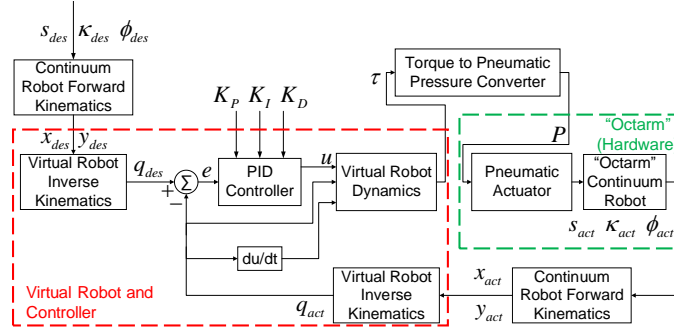 s_des κ_des ϕ_des
Continuum
Robot Forward
Kinematics
x_des y_des
Virtual Robot
Inverse
Kinematics
q_des
+
−
Σ
e
K_P K_I K_D
PID
Controller
u
Virtual Robot
Dynamics
du/dt
τ
Torque to Pneumatic
Pressure Converter
P
"Octarm"
(Hardware
Pneumatic
Actuator
"Octarm"
Continuum
Robot
s_act κ_act ϕ_act
Continuum
Robot Forward
Kinematics
x_act
y_act
Virtual Robot
Inverse
Kinematics
q_act
Virtual Robot and
Controller